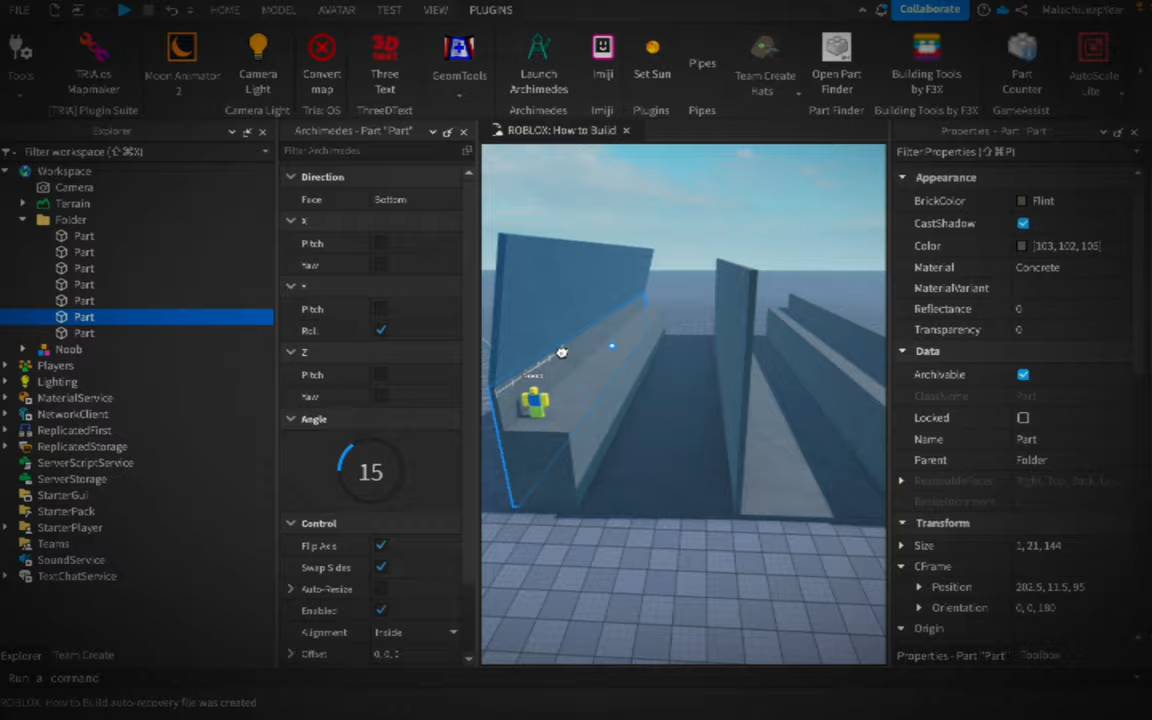 FILE HOME MODEL AVATAR TEST VIEW PLUGINS Collaborate
Tools
TRIA.os Mapmaker
Moon Animator 2
Camera Light
Convert map
Three Text
GeomTools
Launch Archimedes
Imiji
Set Sun
Pipes
Team Create Hats
Open Part Finder
Building Tools by F3X
Part Counter
AutoScale Lite
[TRIA] Plugin Suite Camera Light Tria: OS ThreeDText Archimedes Imiji Plugins Pipes Part Finder Building Tools by F3X GameAssist
Explorer
Filter workspace (⇧⌘X)
Workspace
Camera
Terrain
Folder
Part
Part
Part
Part
Part
Part
Part
Noob
Players
Lighting
MaterialService
NetworkClient
ReplicatedFirst
ReplicatedStorage
ServerScriptService
ServerStorage
StarterGui
StarterPack
StarterPlayer
Teams
SoundService
TextChatService
Explorer Team Create
Archimedes - Part "Part"
Filter Archimedes
Direction
Face Bottom
X
Pitch
Yaw
Y
Pitch
Roll
Z
Pitch
Yaw
Angle
15
Control
Flip Axis
Swap Sides
Auto-Resize
Enabled
Alignment Inside
Offset 0, 0, 0
ROBLOX: How to Build
Properties - Part "Part"
Filter Properties (⇧⌘P)
Appearance
BrickColor Flint
CastShadow
Color [103, 102, 103]
Material Concrete
MaterialVariant
Reflectance 0
Transparency 0
Data
Archivable
ClassName Part
Locked
Name Part
Parent Folder
Transform
Size 1, 21, 144
CFrame
Position 282.5, 11.5, 95
Orientation 0, 0, 180
Origin
Properties - Part "Part" Toolbox
Run a command
ROBLOX: How to Build auto-recovery file was created